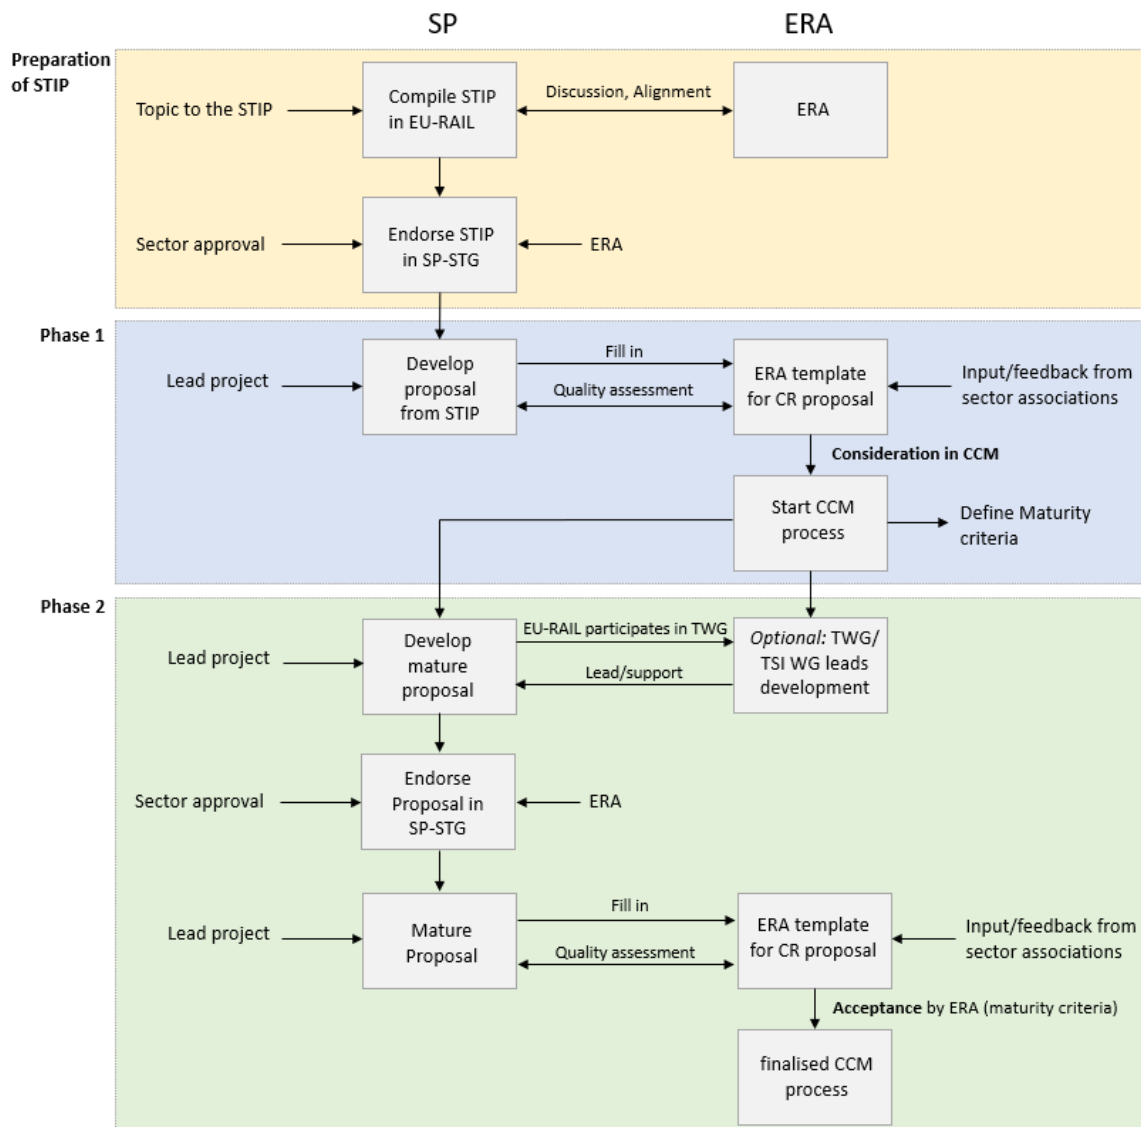 SP
ERA
Preparation
of STIP
Topic to the STIP
Compile STIP
in EU-RAIL
Discussion, Alignment
ERA
Sector approval
Endorse STIP
in SP-STG
ERA
Phase 1
Lead project
Develop
proposal
from STIP
Fill in
Quality assessment
ERA template
for CR proposal
Input/feedback from
sector associations
Consideration in CCM
Start CCM
process
Define Maturity
criteria
Phase 2
Lead project
Develop
mature
proposal
EU-RAIL participates in TWG
Lead/support
Optional: TWG/
TSI WG leads
development
Sector approval
Endorse
Proposal in
SP-STG
ERA
Lead project
Mature
Proposal
Fill in
Quality assessment
ERA template
for CR proposal
Input/feedback from
sector associations
Acceptance by ERA (maturity criteria)
finalised CCM
process